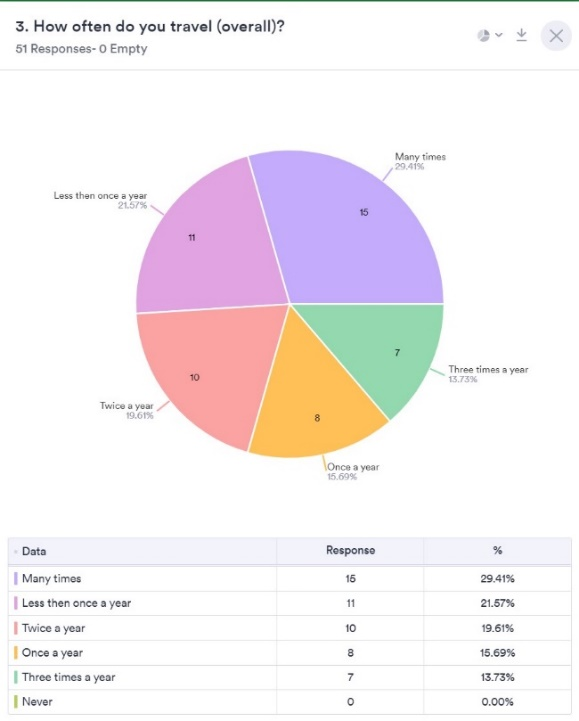 3. How often do you travel (overall)?
51 Responses- 0 Empty
Many times
29.41%
15
Less then once a year
21.57%
11
7
Three times a year
13.73%
10
Twice a year
19.61%
8
Once a year
15.69%
Data Response %
Many times 15 29.41%
Less then once a year 11 21.57%
Twice a year 10 19.61%
Once a year 8 15.69%
Three times a year 7 13.73%
Never 0 0.00%